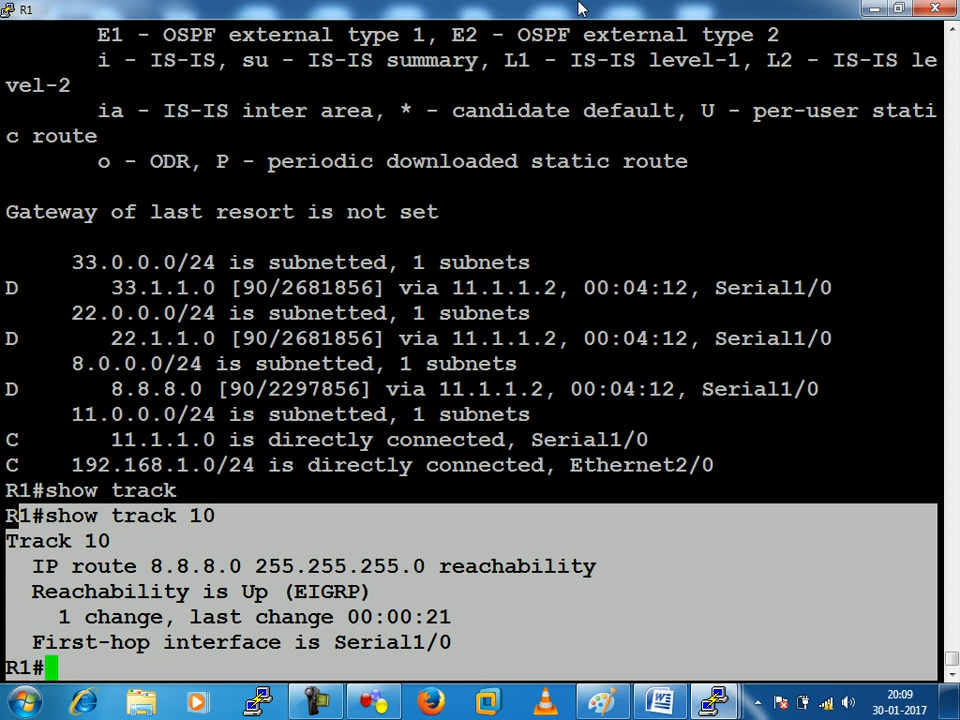 R1
E1 - OSPF external type 1, E2 - OSPF external type 2
i - IS-IS, su - IS-IS summary, L1 - IS-IS level-1, L2 - IS-IS le
vel-2
ia - IS-IS inter area, * - candidate default, U - per-user stati
c route
o - ODR, P - periodic downloaded static route
Gateway of last resort is not set
33.0.0.0/24 is subnetted, 1 subnets
D 33.1.1.0 [90/2681856] via 11.1.1.2, 00:04:12, Serial1/0
22.0.0.0/24 is subnetted, 1 subnets
D 22.1.1.0 [90/2681856] via 11.1.1.2, 00:04:12, Serial1/0
8.0.0.0/24 is subnetted, 1 subnets
D 8.8.8.0 [90/2297856] via 11.1.1.2, 00:04:12, Serial1/0
11.0.0.0/24 is subnetted, 1 subnets
C 11.1.1.0 is directly connected, Serial1/0
C 192.168.1.0/24 is directly connected, Ethernet2/0
R1#show track
R1#show track 10
Track 10
IP route 8.8.8.0 255.255.255.0 reachability
Reachability is Up (EIGRP)
1 change, last change 00:00:21
First-hop interface is Serial1/0
R1#
20:09
30-01-2017